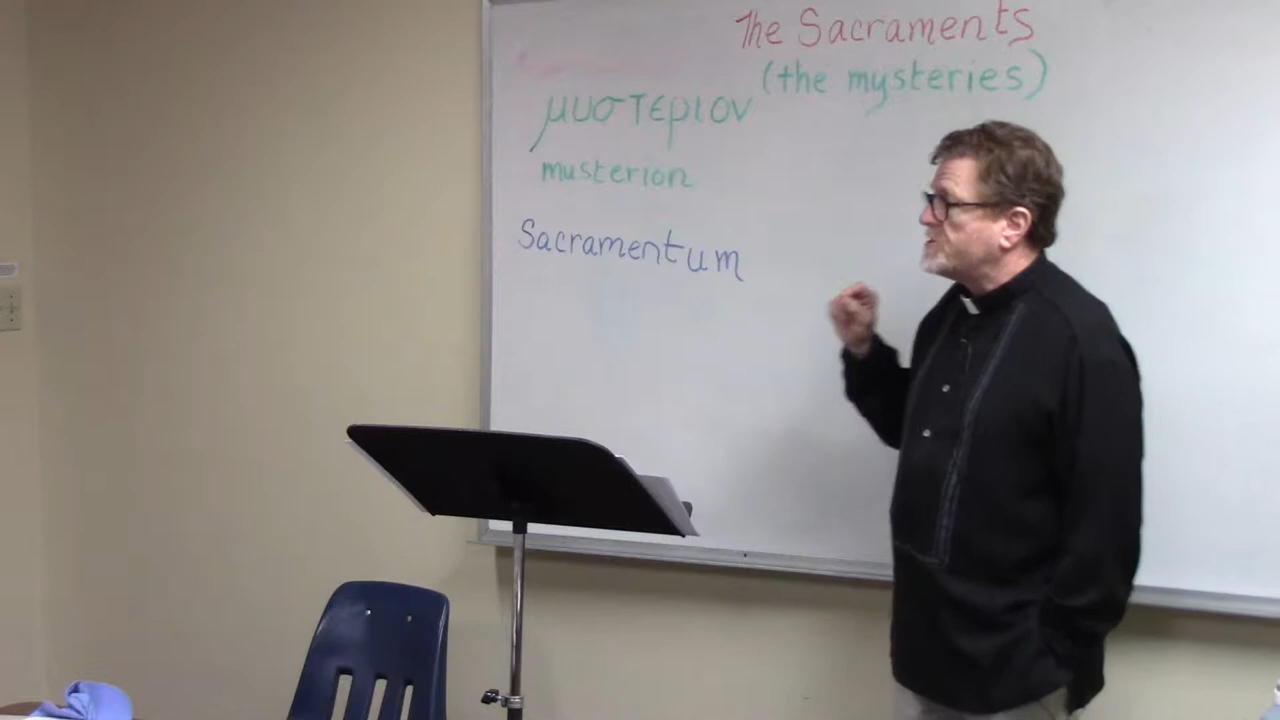 The Sacraments
(the mysteries)
μυστεριον
musterion
Sacramentum